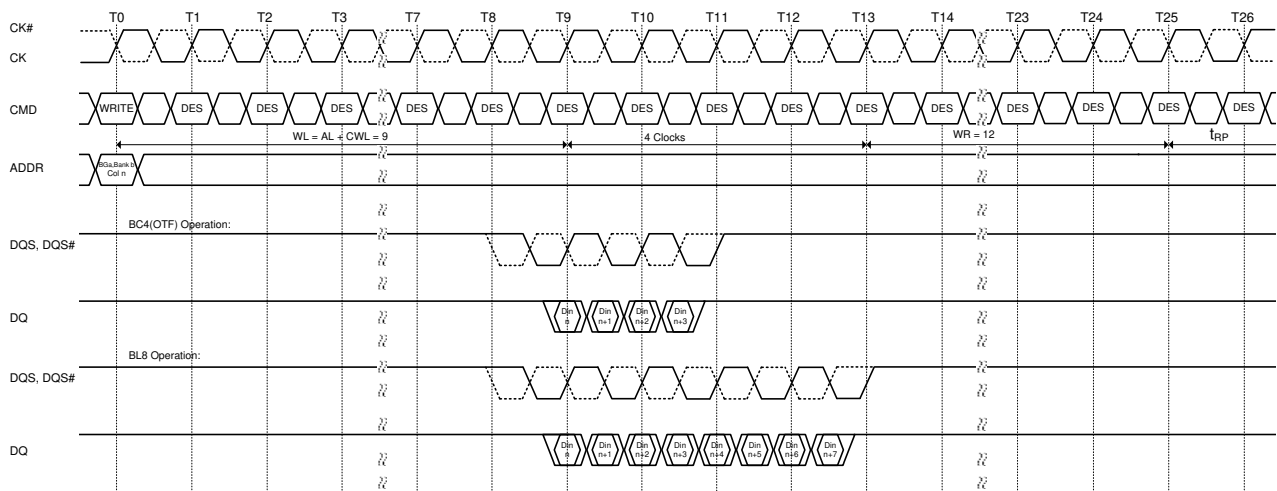 T0 T1 T2 T3 T7 T8 T9 T10 T11 T12 T13 T14 T23 T24 T25 T26
CK#
CK
CMD WRITE DES DES DES DES DES DES DES DES DES DES DES DES DES DES DES
WL = AL + CWL = 9 4 Clocks WR = 12 tRP
ADDR BGa,Bank b
Col n
BC4(OTF) Operation:
DQS, DQS#
DQ Din n Din n+1 Din n+2 Din n+3
BL8 Operation:
DQS, DQS#
DQ Din n Din n+1 Din n+2 Din n+3 Din n+4 Din n+5 Din n+6 Din n+7